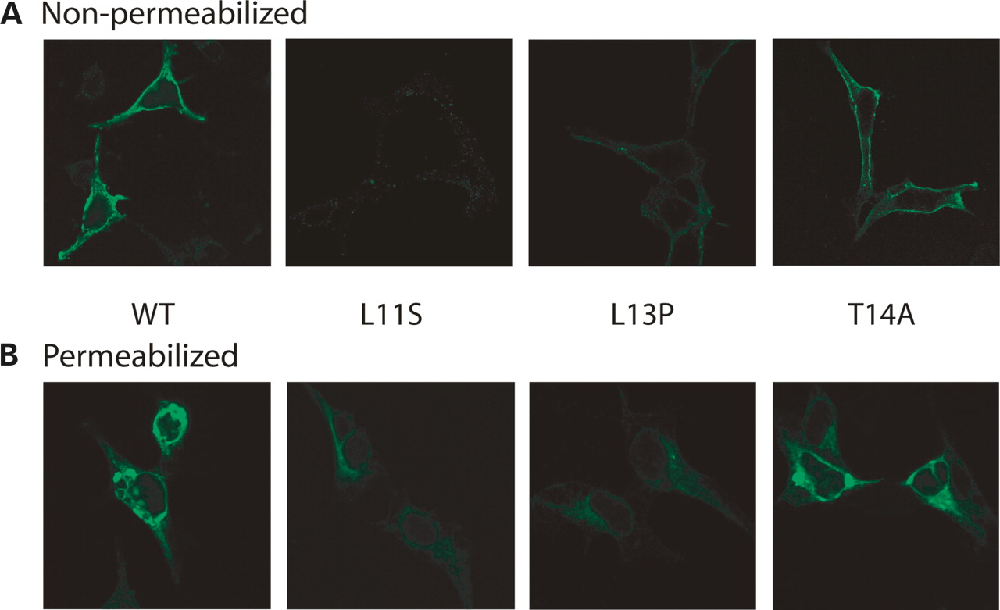 A Non-permeabilized
WT L11S L13P T14A
B Permeabilized